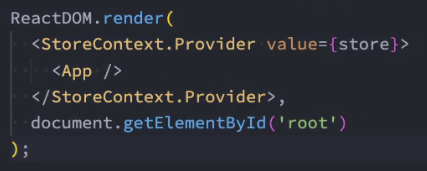 ReactDOM.render(
  <StoreContext.Provider value={store}>
    <App />
  </StoreContext.Provider>,
  document.getElementById('root')
);